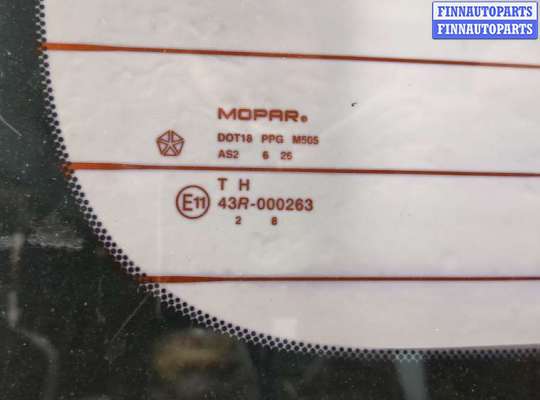 FINNAUTOPARTS
FINNAUTOPARTS
MOPAR®
DOT18 PPG M505
AS2 6 26
T H
E11 43R-000263
2 8